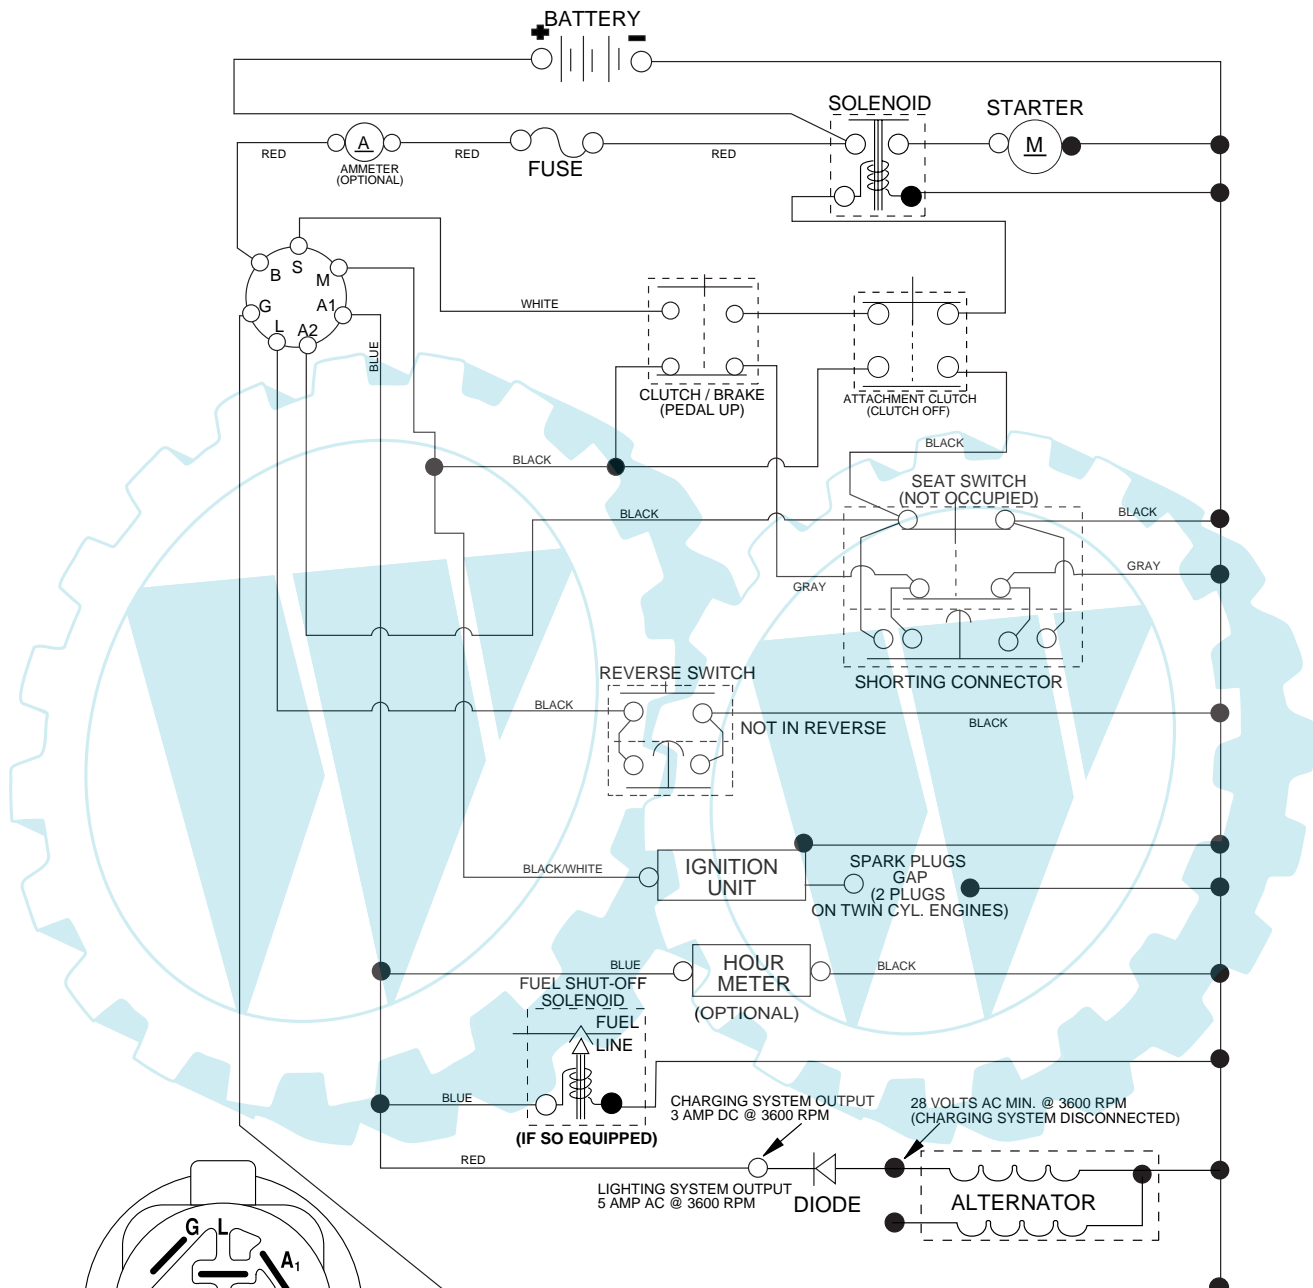 BATTERY
SOLENOID
STARTER
RED
A
AMMETER
(OPTIONAL)
RED
FUSE
RED
M
B
S
M
G
A1
L
A2
BLUE
WHITE
CLUTCH / BRAKE
(PEDAL UP)
ATTACHMENT CLUTCH
(CLUTCH OFF)
BLACK
BLACK
SEAT SWITCH
(NOT OCCUPIED)
BLACK
BLACK
GRAY
GRAY
SHORTING CONNECTOR
REVERSE SWITCH
BLACK
NOT IN REVERSE
BLACK
BLACK/WHITE
IGNITION
UNIT
SPARK PLUGS
GAP
(2 PLUGS
ON TWIN CYL. ENGINES)
BLUE
HOUR
METER
(OPTIONAL)
BLACK
FUEL SHUT-OFF
SOLENOID
FUEL
LINE
BLUE
(IF SO EQUIPPED)
CHARGING SYSTEM OUTPUT
3 AMP DC @ 3600 RPM
28 VOLTS AC MIN. @ 3600 RPM
(CHARGING SYSTEM DISCONNECTED)
RED
LIGHTING SYSTEM OUTPUT
5 AMP AC @ 3600 RPM
DIODE
ALTERNATOR
G L
A1